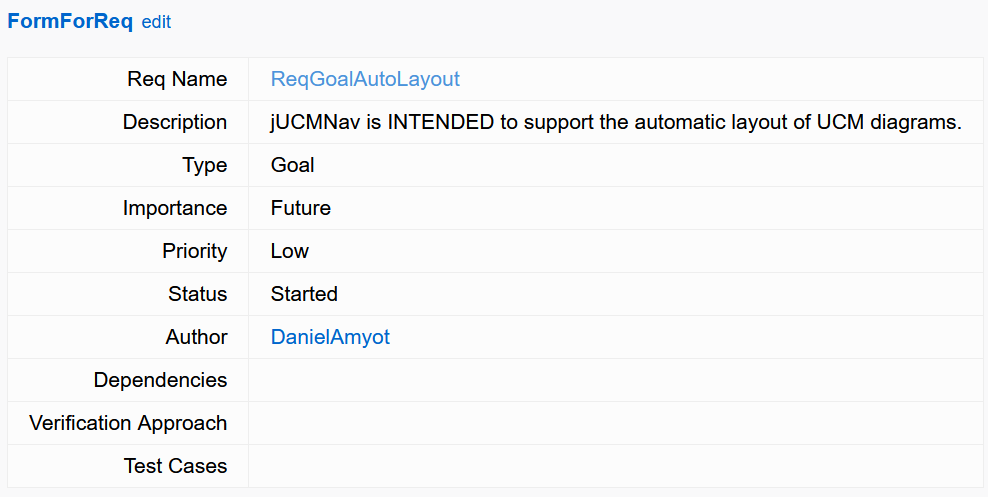 FormForReq edit
Req Name ReqGoalAutoLayout
Description jUCMNav is INTENDED to support the automatic layout of UCM diagrams.
Type Goal
Importance Future
Priority Low
Status Started
Author DanielAmyot
Dependencies
Verification Approach
Test Cases